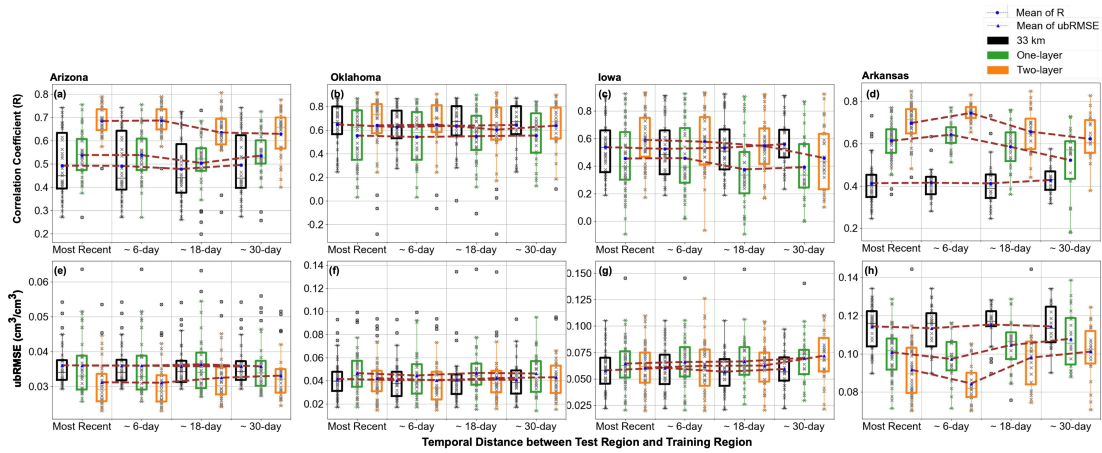 Mean of R
Mean of ubRMSE
33 km
One-layer
Two-layer
Arizona
Oklahoma
Iowa
Arkansas
Correlation Coefficient (R)
(a)
0.8
0.7
0.6
0.5
0.4
0.3
0.2
Most Recent ~ 6-day ~ 18-day ~ 30-day
(b)
0.8
0.6
0.4
0.2
0.0
-0.2
Most Recent ~ 6-day ~ 18-day ~ 30-day
(c)
1.0
0.8
0.6
0.4
0.2
0.0
Most Recent ~ 6-day ~ 18-day ~ 30-day
(d)
0.8
0.6
0.4
0.2
Most Recent ~ 6-day ~ 18-day ~ 30-day
ubRMSE (cm³/cm³)
(e)
0.06
0.05
0.04
0.03
Most Recent ~ 6-day ~ 18-day ~ 30-day
(f)
0.14
0.12
0.10
0.08
0.06
0.04
0.02
Most Recent ~ 6-day ~ 18-day ~ 30-day
(g)
0.150
0.125
0.100
0.075
0.050
0.025
Most Recent ~ 6-day ~ 18-day ~ 30-day
(h)
0.14
0.12
0.10
0.08
Most Recent ~ 6-day ~ 18-day ~ 30-day
Temporal Distance between Test Region and Training Region